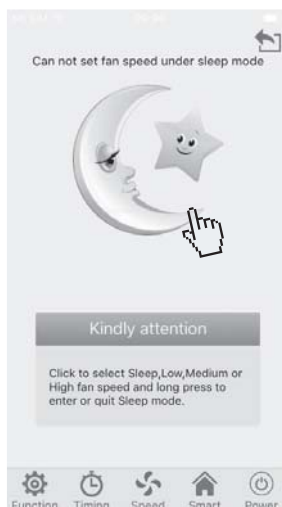 Can not set fan speed under sleep mode
Kindly attention
Click to select Sleep,Low,Medium or
High fan speed and long press to
enter or quit Sleep mode.
Function Timing Speed Smart Power